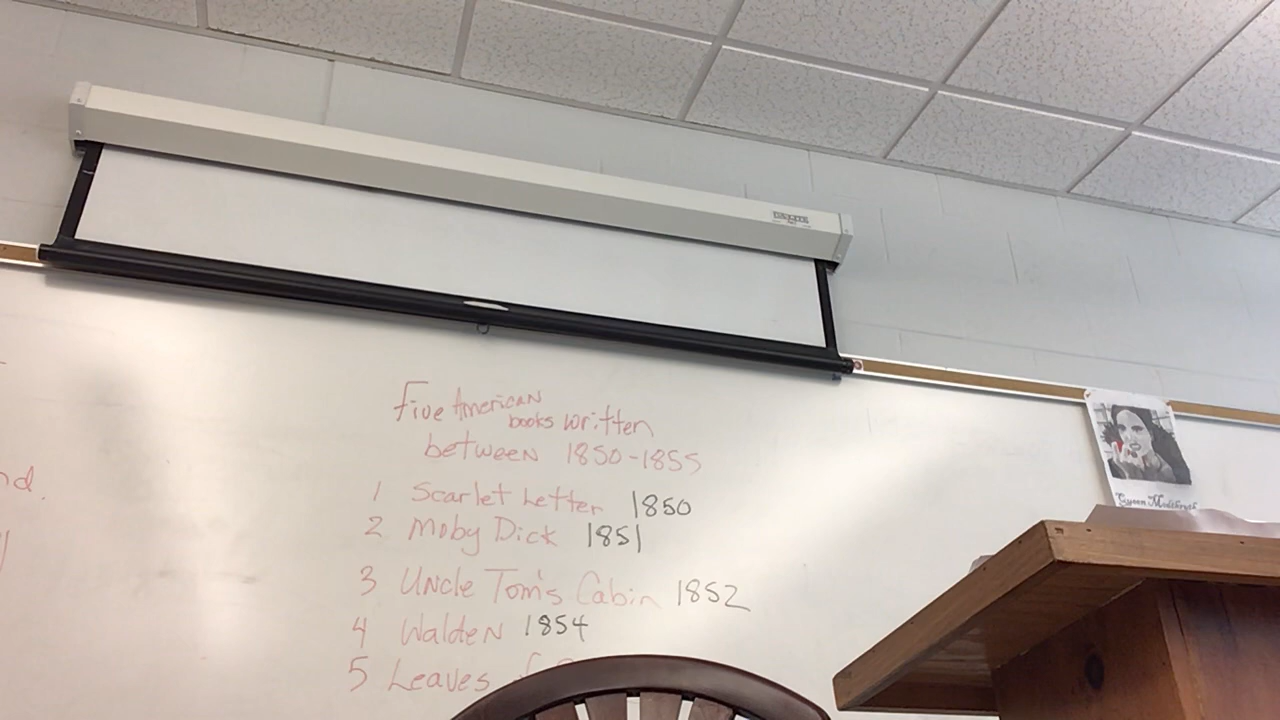 Five American
books written
between 1850-1855
1 Scarlet Letter 1850
2 Moby Dick 1851
3 Uncle Tom's Cabin 1852
4 Walden 1854
5 Leaves
nd.